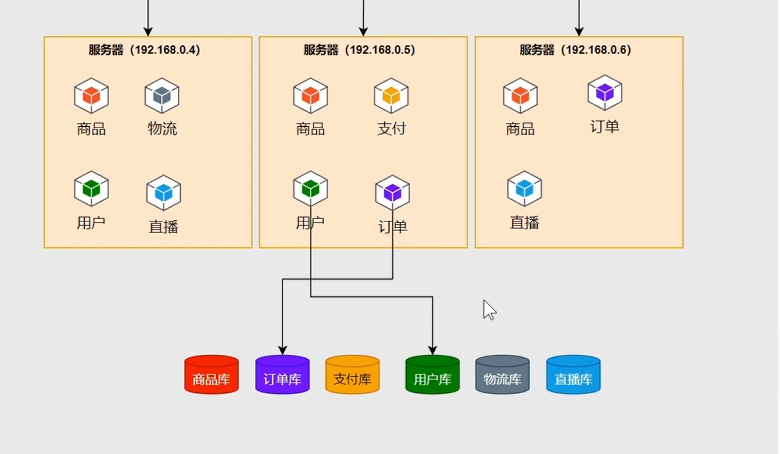 服务器（192.168.0.4）
服务器（192.168.0.5）
服务器（192.168.0.6）
商品 物流
商品 支付
商品 订单
用户 直播
用户 订单
直播
商品库 订单库 支付库 用户库 物流库 直播库